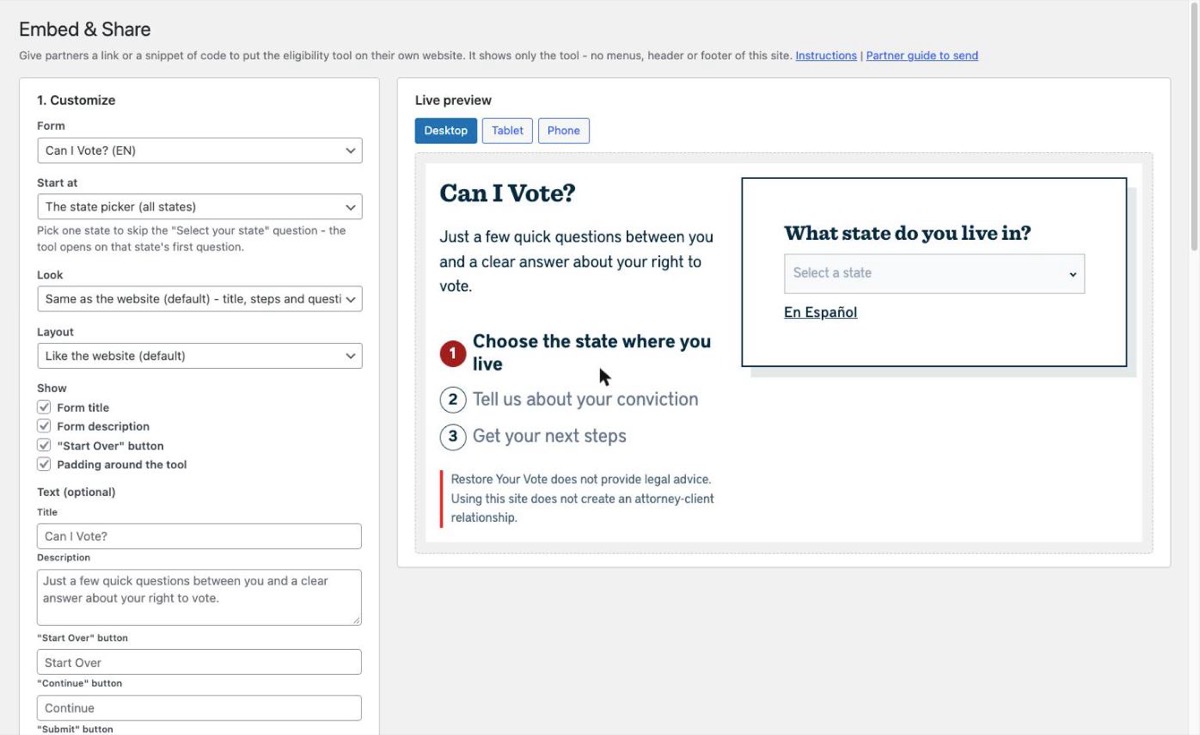 Embed & Share
Give partners a link or a snippet of code to put the eligibility tool on their own website. It shows only the tool - no menus, header or footer of this site. Instructions | Partner guide to send
1. Customize
Form
Can I Vote? (EN)
Start at
The state picker (all states)
Pick one state to skip the "Select your state" question - the
tool opens on that state's first question.
Look
Same as the website (default) - title, steps and questi
Layout
Like the website (default)
Show
Form title
Form description
"Start Over" button
Padding around the tool
Text (optional)
Title
Can I Vote?
Description
Just a few quick questions between you and a clear
answer about your right to vote.
"Start Over" button
Start Over
"Continue" button
Continue
"Submit" button
Live preview
Desktop
Tablet
Phone
Can I Vote?
Just a few quick questions between you
and a clear answer about your right to
vote.
1 Choose the state where you
live
2 Tell us about your conviction
3 Get your next steps
Restore Your Vote does not provide legal advice.
Using this site does not create an attorney-client
relationship.
What state do you live in?
Select a state
En Español